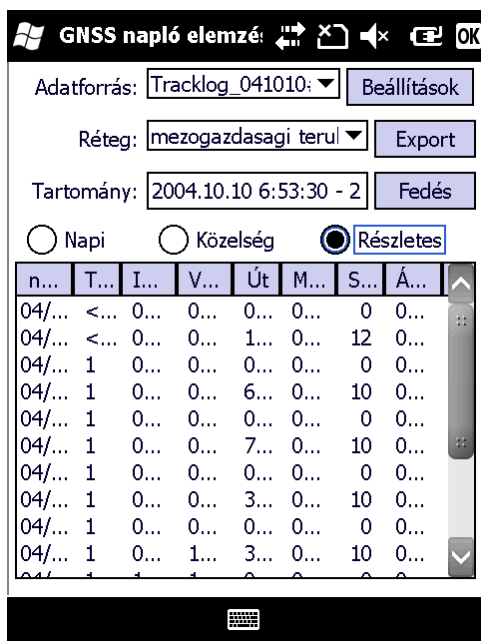 GNSS napló elemzé: OK
Adatforrás: Tracklog_041010: Beállítások
Réteg: mezogazdasagi terul Export
Tartomány: 2004.10.10 6:53:30 - 2 Fedés
Napi Közelség Részletes
n... T... I... V... Út M... S... Á...
04/... <... 0... 0... 0... 0... 0 0...
04/... <... 0... 0... 1... 0... 12 0...
04/... 1 0... 0... 0... 0... 0 0...
04/... 1 0... 0... 6... 0... 10 0...
04/... 1 0... 0... 0... 0... 0 0...
04/... 1 0... 0... 7... 0... 10 0...
04/... 1 0... 0... 0... 0... 0 0...
04/... 1 0... 0... 3... 0... 10 0...
04/... 1 0... 0... 0... 0... 0 0...
04/... 1 0... 1... 3... 0... 10 0...